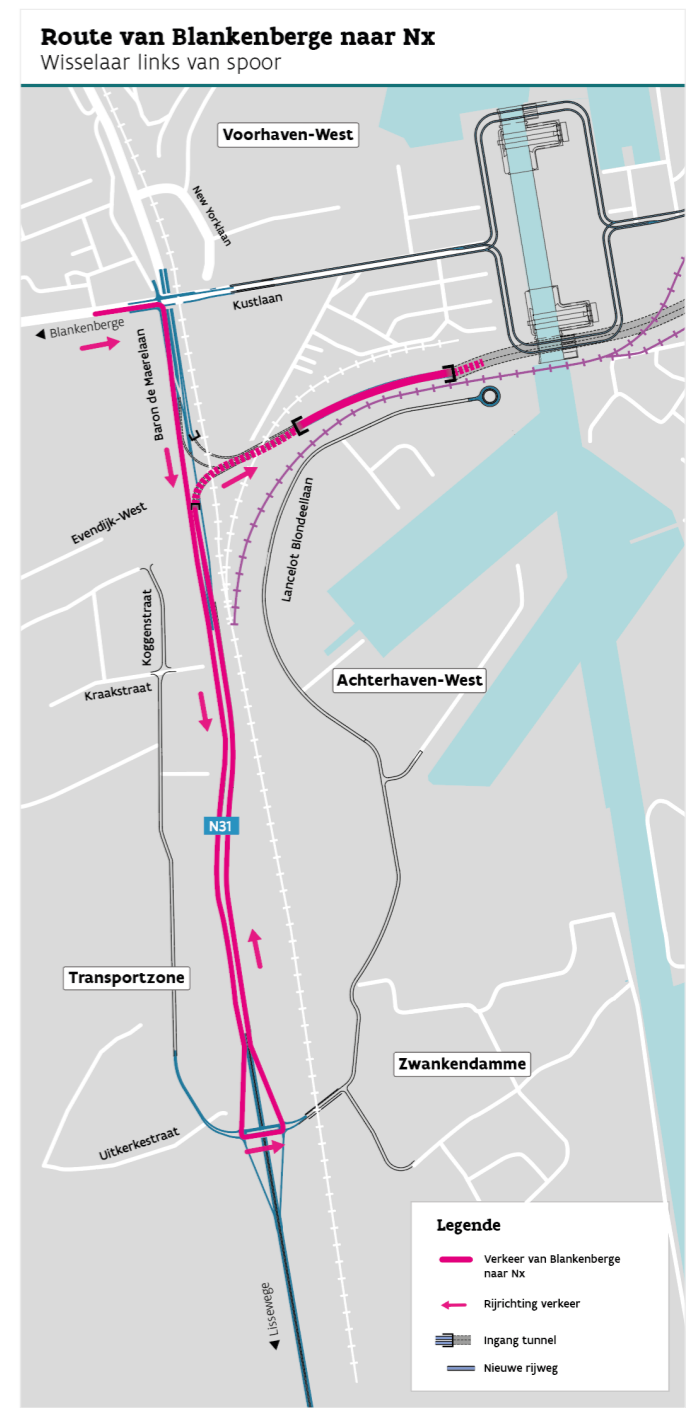 Route van Blankenberge naar Nx
Wisselaar links van spoor
Voorhaven-West
New Yorklaan
Kustlaan
◀ Blankenberge
Baron de Maerelaan
Evendijk-West
Lancelot Blondeellaan
Koggenstraat
Kraakstraat
Achterhaven-West
N31
Transportzone
Zwankendamme
Uitkerkestraat
◀ Lissewege
Legende
Verkeer van Blankenberge
naar Nx
Rijrichting verkeer
Ingang tunnel
Nieuwe rijweg